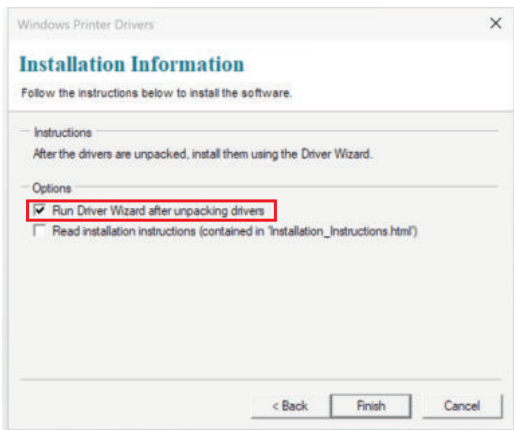 Windows Printer Drivers
Installation Information
Follow the instructions below to install the software.
Instructions
After the drivers are unpacked, install them using the Driver Wizard.
Options
Run Driver Wizard after unpacking drivers
Read installation instructions (contained in 'Installation_Instructions.html')
< Back Finish Cancel